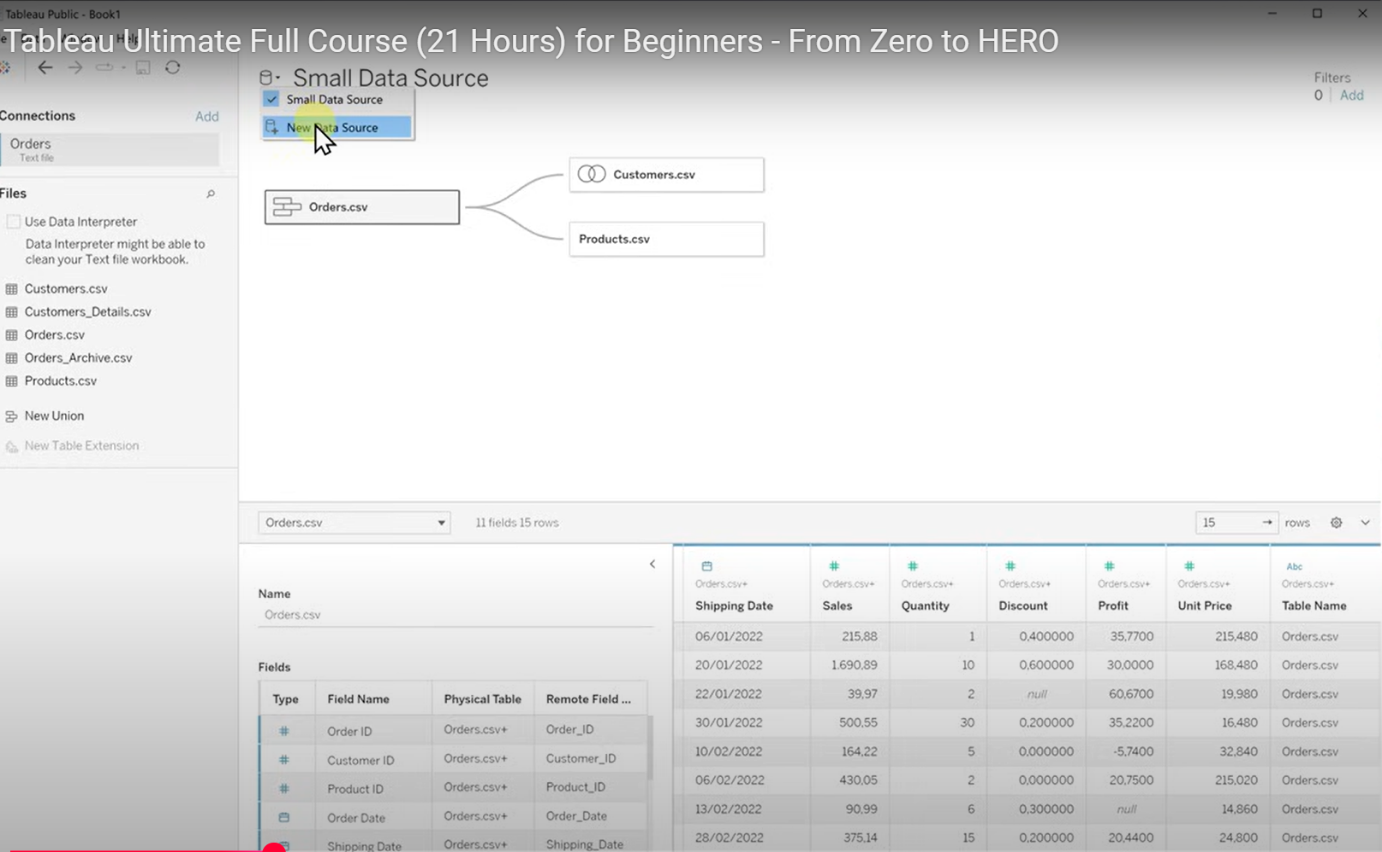 Tableau Public - Book1
Tableau Ultimate Full Course (21 Hours) for Beginners - From Zero to HERO
Small Data Source
Filters
0 | Add
Small Data Source
New Data Source
Connections Add
Orders
Text file
Files
Use Data Interpreter
Data Interpreter might be able to
clean your Text file workbook.
Customers.csv
Customers_Details.csv
Orders.csv
Orders_Archive.csv
Products.csv
New Union
New Table Extension
Orders.csv
Customers.csv
Products.csv
Orders.csv 11 fields 15 rows 15 → rows
Name
Orders.csv
Fields
Type Field Name Physical Table Remote Field ...
# Order ID Orders.csv+ Order_ID
# Customer ID Orders.csv+ Customer_ID
# Product ID Orders.csv+ Product_ID
Order Date Orders.csv+ Order_Date
Shipping Date Orders.csv+ Shipping_Date
# # # # # Abc
Orders.csv+ Orders.csv+ Orders.csv+ Orders.csv+ Orders.csv+ Orders.csv+ Orders.csv+
Shipping Date Sales Quantity Discount Profit Unit Price Table Name
06/01/2022 215,88 1 0,400000 35,7700 215,480 Orders.csv
20/01/2022 1.690,89 10 0,600000 30,0000 168,480 Orders.csv
22/01/2022 39,97 2 null 60,6700 19,980 Orders.csv
30/01/2022 500,55 30 0,200000 35,2200 16,480 Orders.csv
10/02/2022 164,22 5 0,000000 -5,7400 32,840 Orders.csv
06/02/2022 430,05 2 0,000000 20,7500 215,020 Orders.csv
13/02/2022 90,99 6 0,300000 null 14,860 Orders.csv
28/02/2022 375,14 15 0,200000 20,4400 24,800 Orders.csv